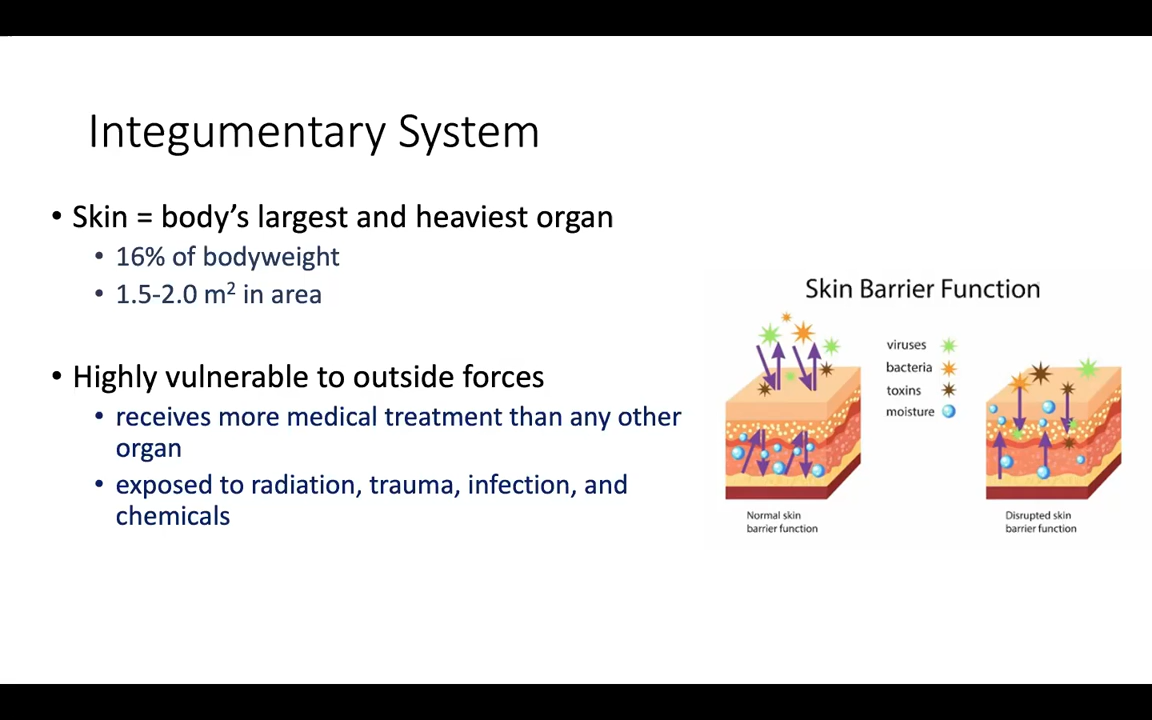 Integumentary System
• Skin = body’s largest and heaviest organ
• 16% of bodyweight
• 1.5-2.0 m² in area
• Highly vulnerable to outside forces
• receives more medical treatment than any other
organ
• exposed to radiation, trauma, infection, and
chemicals
Skin Barrier Function
viruses
bacteria
toxins
moisture
Normal skin
barrier function
Disrupted skin
barrier function